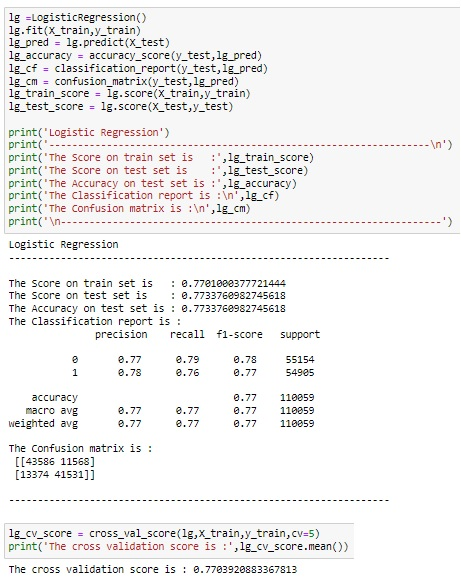 lg =LogisticRegression()
lg.fit(X_train,y_train)
lg_pred = lg.predict(X_test)
lg_accuracy = accuracy_score(y_test,lg_pred)
lg_cf = classification_report(y_test,lg_pred)
lg_cm = confusion_matrix(y_test,lg_pred)
lg_train_score = lg.score(X_train,y_train)
lg_test_score = lg.score(X_test,y_test)
print('Logistic Regression')
print('------------------------------------------------------\n')
print('The Score on train set is   :',lg_train_score)
print('The Score on test set is    :',lg_test_score)
print('The Accuracy on test set is :',lg_accuracy)
print('The Classification report is :\n',lg_cf)
print('The Confusion matrix is :\n',lg_cm)
print('\n------------------------------------------------------')
Logistic Regression
------------------------------------------------------
The Score on train set is   : 0.7701000377721444
The Score on test set is    : 0.7733760982745618
The Accuracy on test set is : 0.7733760982745618
The Classification report is :
precision recall f1-score support
0 0.77 0.79 0.78 55154
1 0.78 0.76 0.77 54905
accuracy 0.77 110059
macro avg 0.77 0.77 0.77 110059
weighted avg 0.77 0.77 0.77 110059
The Confusion matrix is :
[[43586 11568]
[13374 41531]]
------------------------------------------------------
lg_cv_score = cross_val_score(lg,X_train,y_train,cv=5)
print('The cross validation score is :',lg_cv_score.mean())
The cross validation score is : 0.7703920883367813